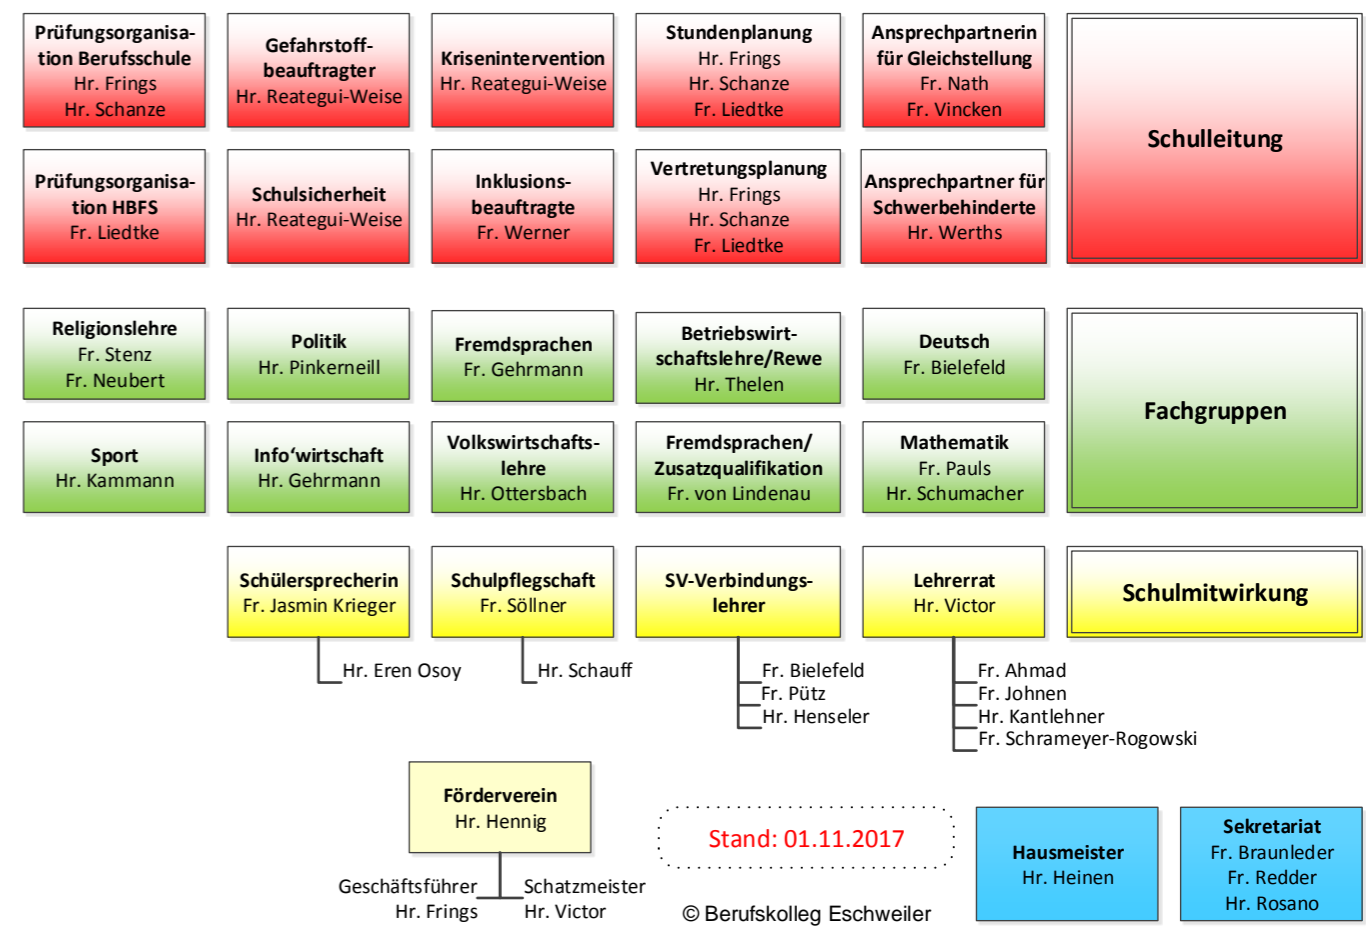 Prüfungsorganisa-
tion Berufsschule
Hr. Frings
Hr. Schanze
Gefahrstoff-
beauftragter
Hr. Reategui-Weise
Krisenintervention
Hr. Reategui-Weise
Stundenplanung
Hr. Frings
Hr. Schanze
Fr. Liedtke
Ansprechpartnerin
für Gleichstellung
Fr. Nath
Fr. Vincken
Schulleitung
Prüfungsorganisa-
tion HBFS
Fr. Liedtke
Schulsicherheit
Hr. Reategui-Weise
Inklusions-
beauftragte
Fr. Werner
Vertretungsplanung
Hr. Frings
Hr. Schanze
Fr. Liedtke
Ansprechpartner für
Schwerbehinderte
Hr. Werths
Religionslehre
Fr. Stenz
Fr. Neubert
Politik
Hr. Pinkerneill
Fremdsprachen
Fr. Gehrmann
Betriebswirt-
schaftslehre/Rewe
Hr. Thelen
Deutsch
Fr. Bielefeld
Fachgruppen
Sport
Hr. Kammann
Info‘wirtschaft
Hr. Gehrmann
Volkswirtschafts-
lehre
Hr. Ottersbach
Fremdsprachen/
Zusatzqualifikation
Fr. von Lindenau
Mathematik
Fr. Pauls
Hr. Schumacher
Schülersprecherin
Fr. Jasmin Krieger
Hr. Eren Osoy
Schulpflegschaft
Fr. Söllner
Hr. Schauff
SV-Verbindungs-
lehrer
Fr. Bielefeld
Fr. Pütz
Hr. Henseler
Lehrerrat
Hr. Victor
Fr. Ahmad
Fr. Johnen
Hr. Kantlehner
Fr. Schrameyer-Rogowski
Schulmitwirkung
Förderverein
Hr. Hennig
Geschäftsführer
Hr. Frings
Schatzmeister
Hr. Victor
Stand: 01.11.2017
© Berufskolleg Eschweiler
Hausmeister
Hr. Heinen
Sekretariat
Fr. Braunleder
Fr. Redder
Hr. Rosano